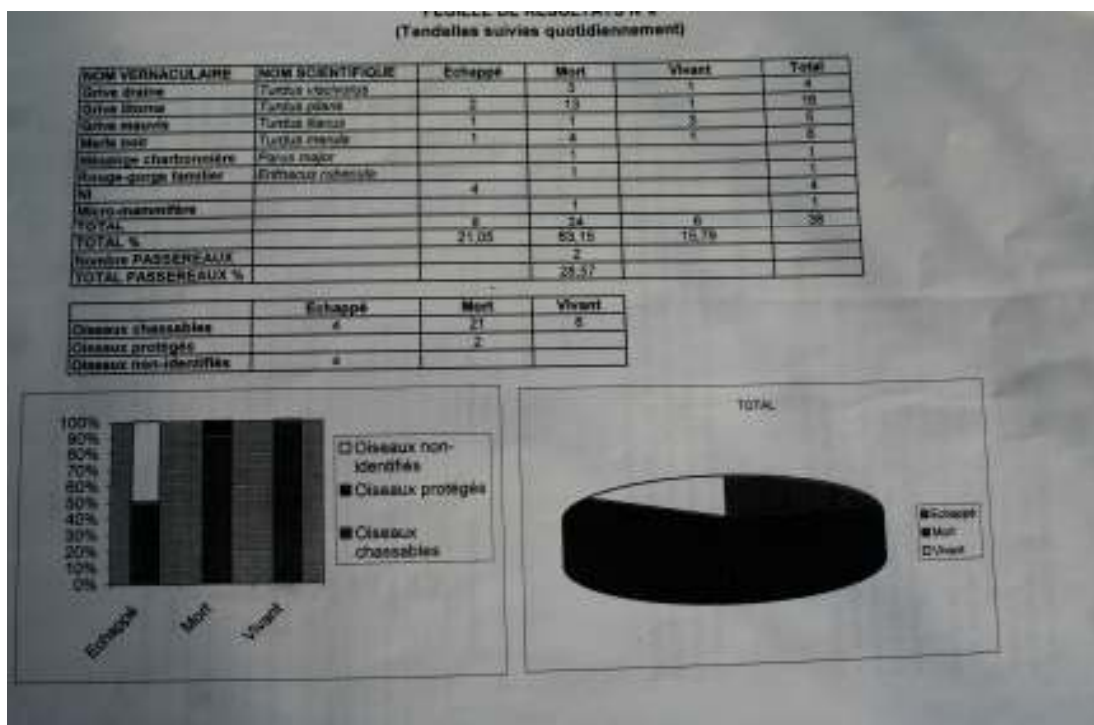 FEUILLE DE RESULTATS N°
(Tendelles suivies quotidiennement)
NOM VERNACULAIRE NOM SCIENTIFIQUE Echappé Mort Vivant Total
Grive draine Turdus viscivorus 3 1 4
Grive litorne Turdus pilaris 2 13 1 16
Grive mauvis Turdus iliacus 1 1 3 5
Merle noir Turdus merula 1 4 1 6
Mésange charbonnière Parus major 1 1
Rouge-gorge familier Erithacus rubecula 1 1
NI 4 4
Micro-mammifère 1 1
TOTAL 8 24 6 38
TOTAL % 21,05 63,16 15,79
Nombre PASSEREAUX 2
TOTAL PASSEREAUX % 28,57
Echappé Mort Vivant
Oiseaux chassables 4 21 6
Oiseaux protégés 2
Oiseaux non-identifiés 4
100%
90%
80%
70%
60%
50%
40%
30%
20%
10%
0%
Echappé Mort Vivant
Oiseaux non-
identifiés
Oiseaux protégés
Oiseaux
chassables
TOTAL
Echappé
Mort
Vivant